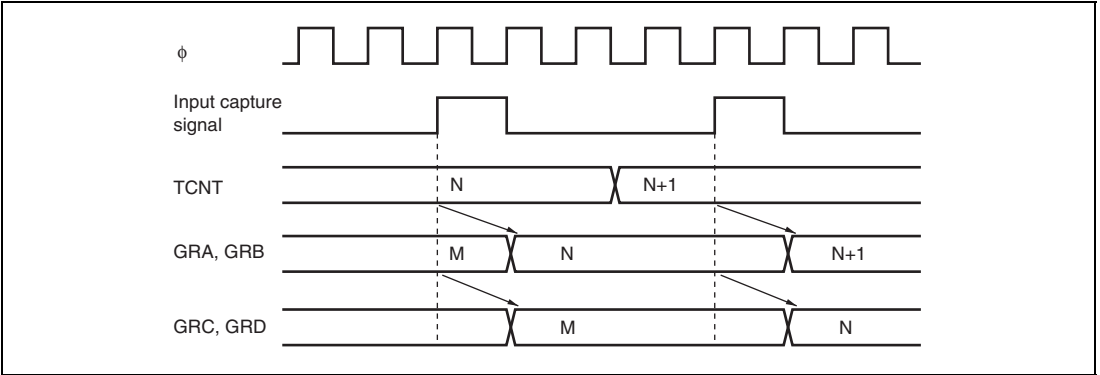 ϕ
Input capture
signal
TCNT N N+1
GRA, GRB M N N+1
GRC, GRD M N